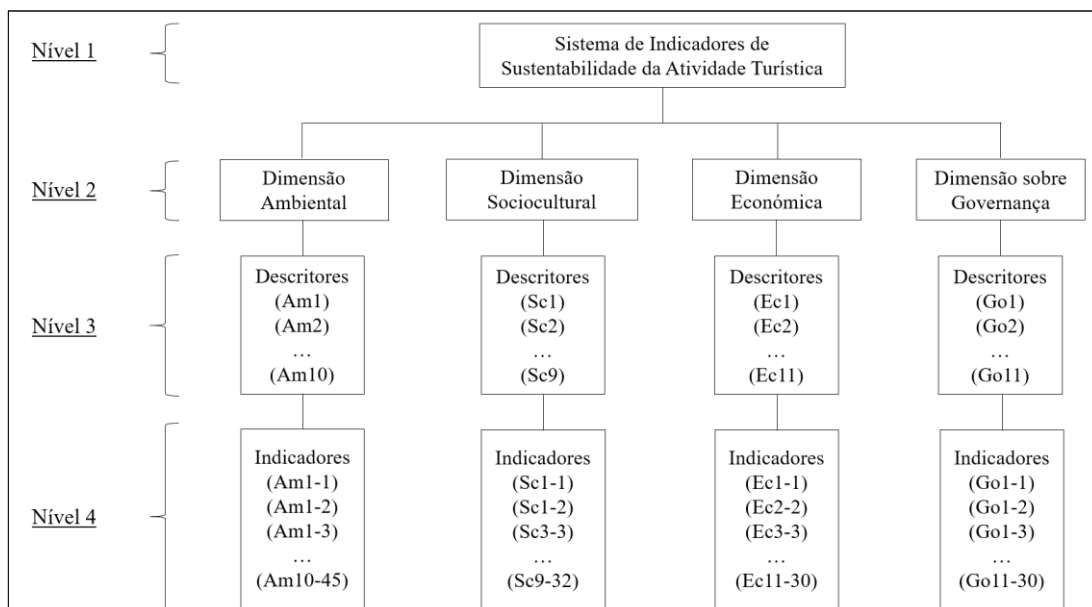 Nível 1
Sistema de Indicadores de
Sustentabilidade da Atividade Turística
Nível 2
Dimensão
Ambiental
Dimensão
Sociocultural
Dimensão
Económica
Dimensão sobre
Governança
Nível 3
Descritores
(Am1)
(Am2)
…
(Am10)
Descritores
(Sc1)
(Sc2)
…
(Sc9)
Descritores
(Ec1)
(Ec2)
…
(Ec11)
Descritores
(Go1)
(Go2)
…
(Go11)
Nível 4
Indicadores
(Am1-1)
(Am1-2)
(Am1-3)
…
(Am10-45)
Indicadores
(Sc1-1)
(Sc1-2)
(Sc3-3)
…
(Sc9-32)
Indicadores
(Ec1-1)
(Ec2-2)
(Ec3-3)
…
(Ec11-30)
Indicadores
(Go1-1)
(Go1-2)
(Go1-3)
…
(Go11-30)